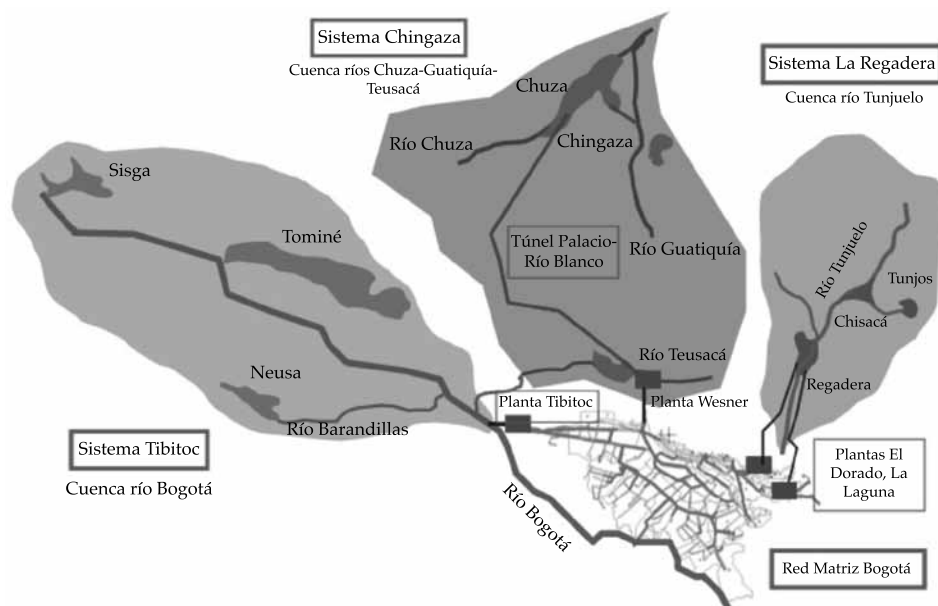 Sistema Chingaza
Cuenca ríos Chuza-Guatiquía-
Teusacá
Sistema La Regadera
Cuenca río Tunjuelo
Chuza
Río Chuza
Chingaza
Túnel Palacio-
Río Blanco
Río Guatiquía
Sisga
Tominé
Neusa
Río Barandillas
Río Tunjuelo
Tunjos
Chisacá
Regadera
Río Teusacá
Planta Tibitoc
Planta Wesner
Sistema Tibitoc
Cuenca río Bogotá
Río Bogotá
Plantas El
Dorado, La
Laguna
Red Matriz Bogotá